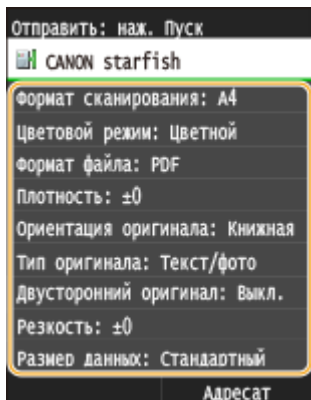 Отправить: наж. Пуск
CANON starfish
Формат сканирования: A4
Цветовой режим: Цветной
Формат файла: PDF
Плотность: ±0
Ориентация оригинала: Книжная
Тип оригинала: Текст/фото
Двусторонний оригинал: Выкл.
Резкость: ±0
Размер данных: Стандартный
Адресат